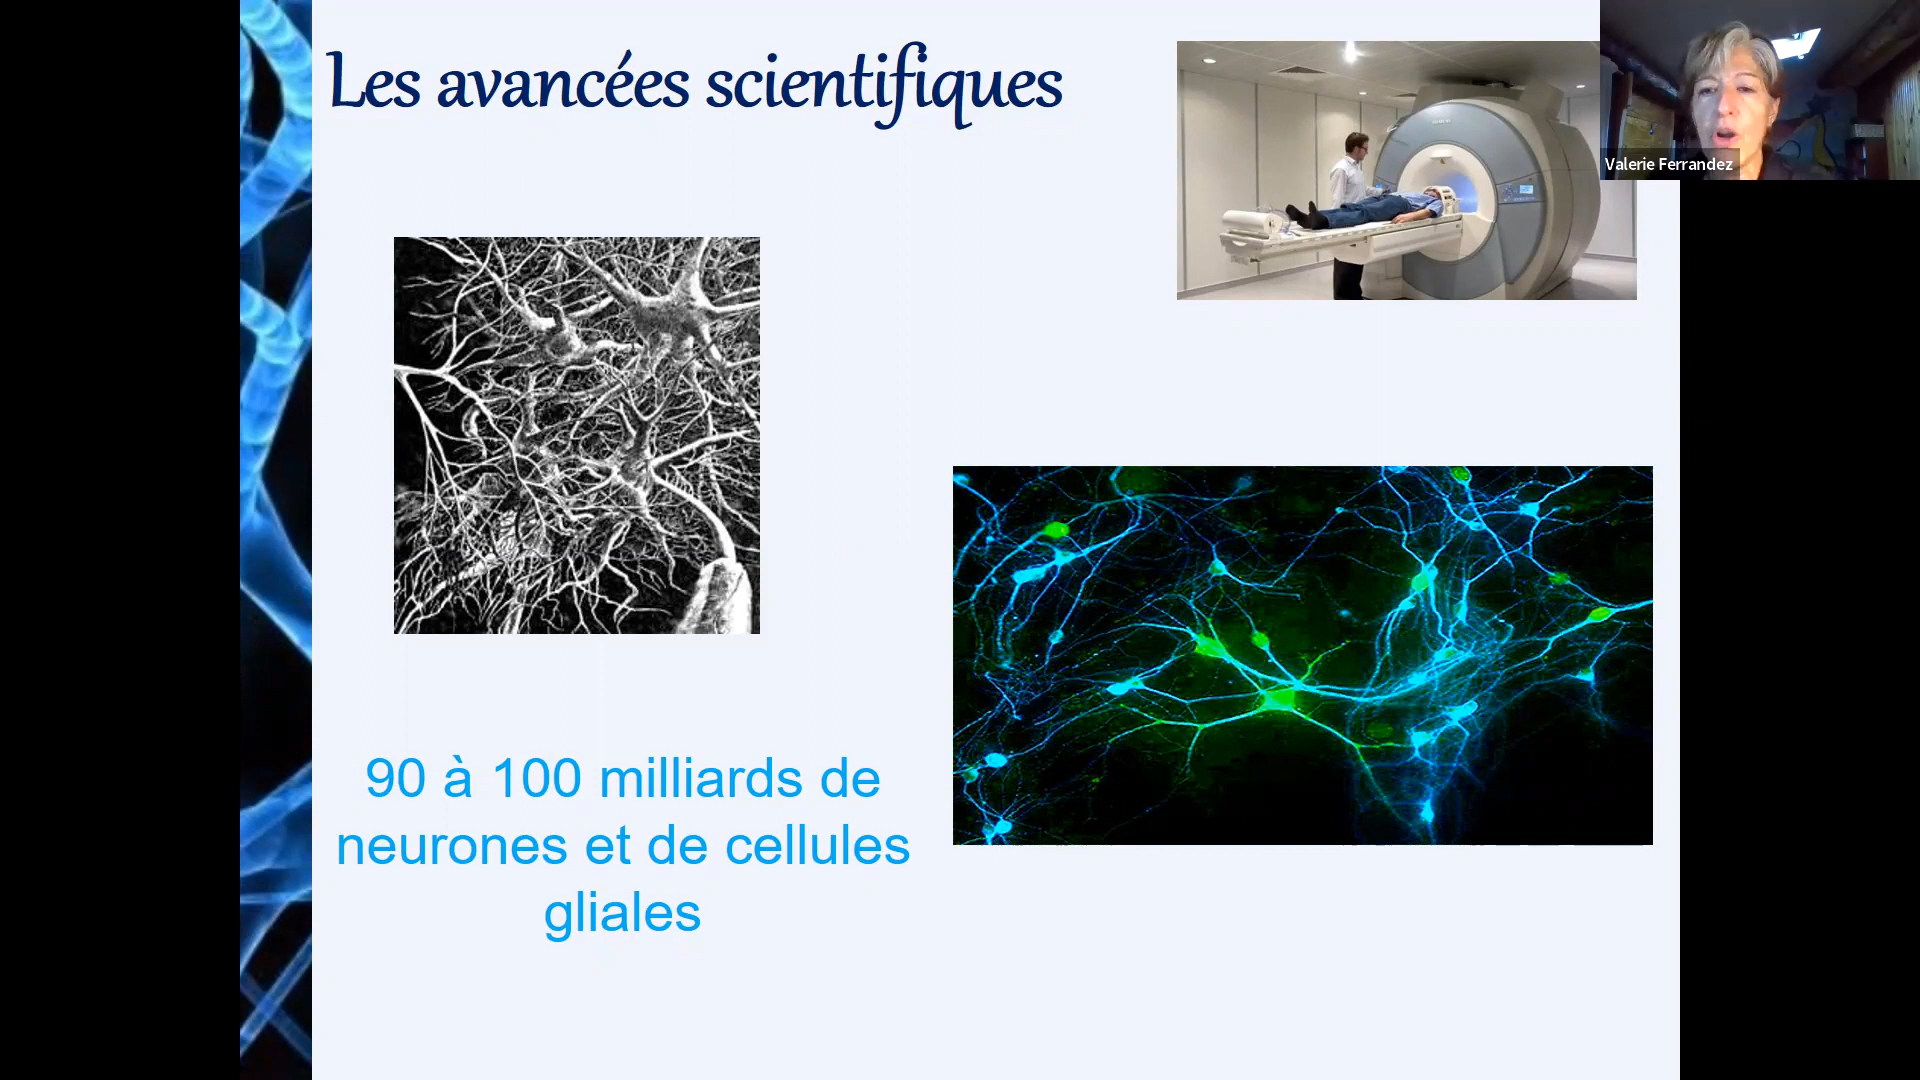 Les avancées scientifiques
Valerie Ferrandez
90 à 100 milliards de
neurones et de cellules
gliales